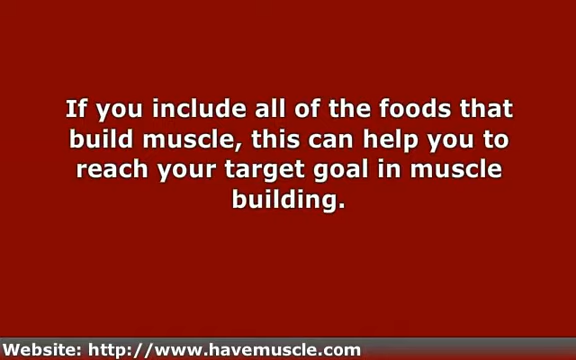 If you include all of the foods that
build muscle, this can help you to
reach your target goal in muscle
building.
Website: http://www.havemuscle.com